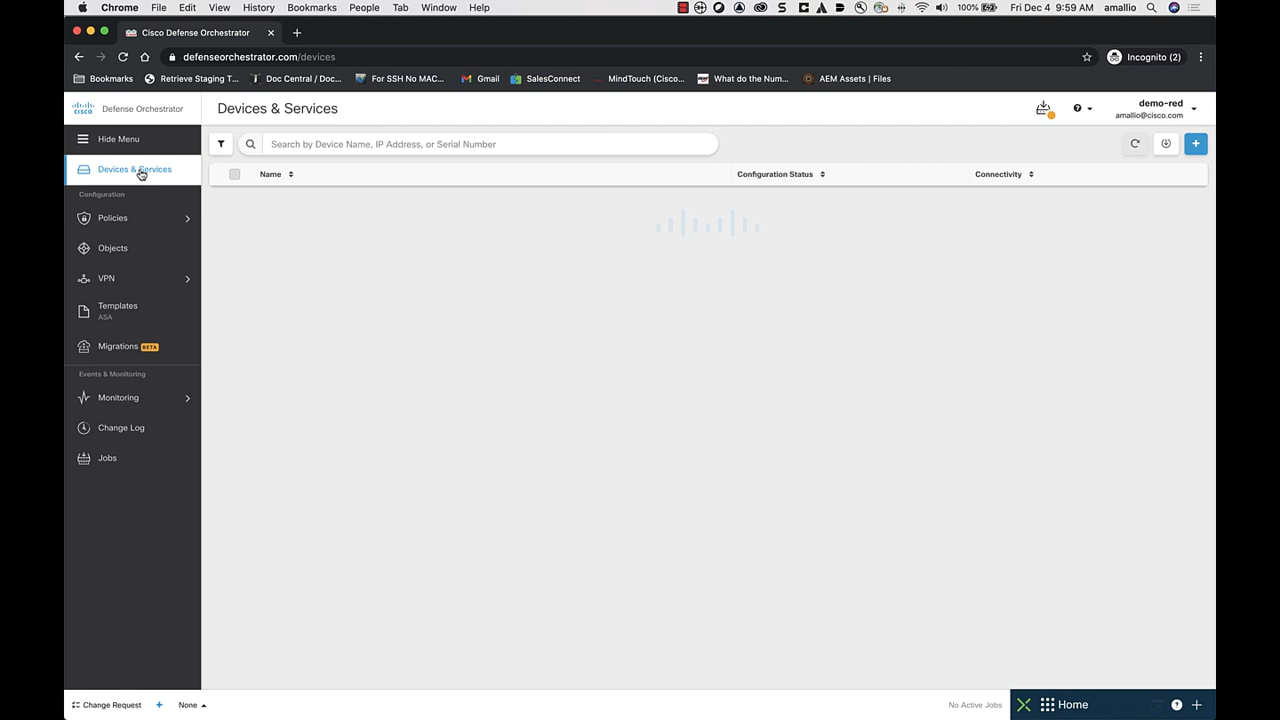 Chrome File Edit View History Bookmarks People Tab Window Help 100% Fri Dec 4 9:59 AM amallio
Cisco Defense Orchestrator
defenseorchestrator.com/devices Incognito (2)
Bookmarks Retrieve Staging T... Doc Central / Doc... For SSH No MAC... Gmail SalesConnect MindTouch (Cisco... What do the Num... AEM Assets | Files
cisco Defense Orchestrator
Devices & Services
demo-red
amallio@cisco.com
Hide Menu
Search by Device Name, IP Address, or Serial Number
Devices & Services
Name Configuration Status Connectivity
Configuration
Policies
Objects
VPN
Templates
ASA
Migrations BETA
Events & Monitoring
Monitoring
Change Log
Jobs
Change Request + None No Active Jobs Home